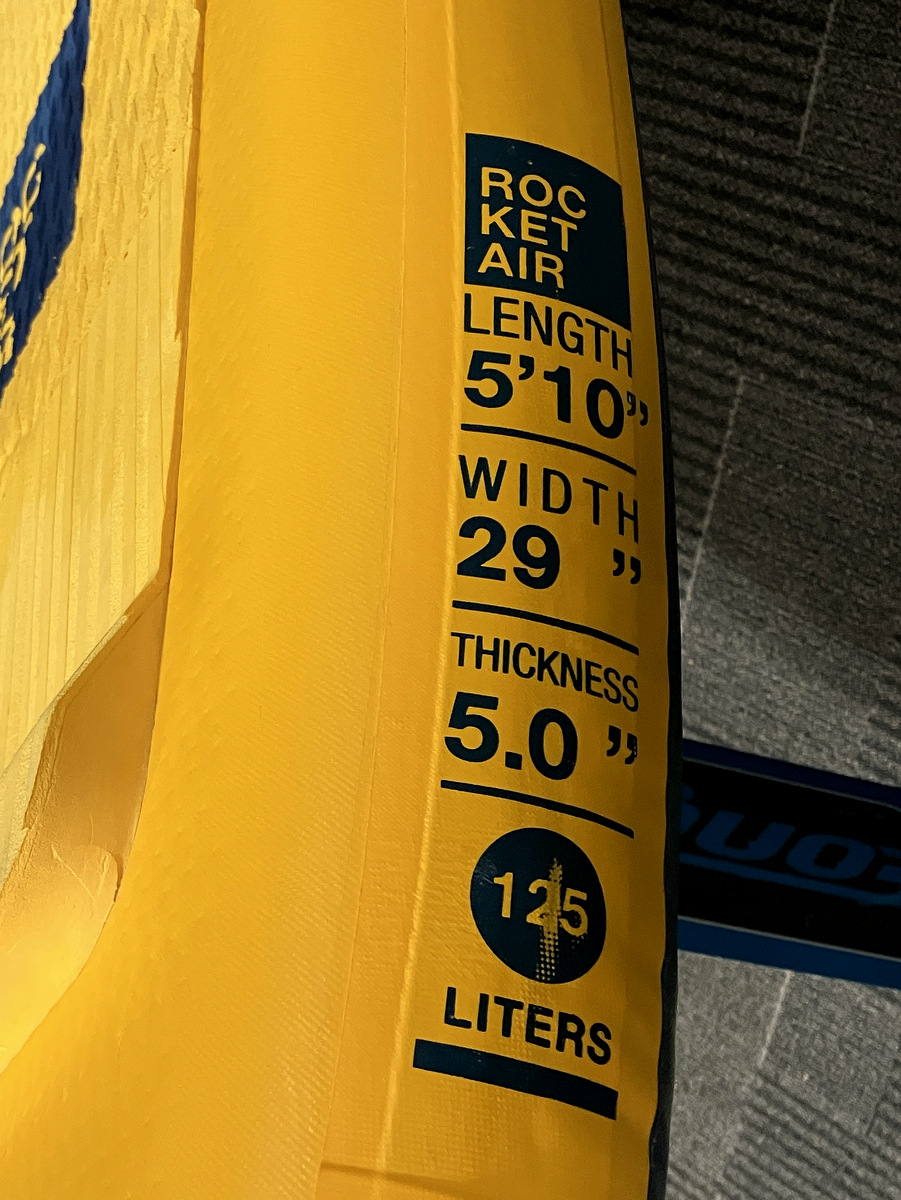 ROC
KET
AIR
LENGTH
5’10”
WIDTH
29 ”
THICKNESS
5.0 ”
125
LITERS